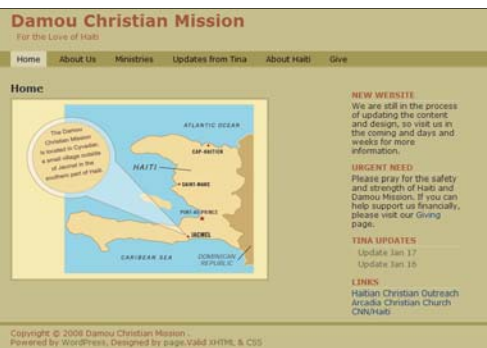 Damou Christian Mission
For the Love of Haiti
Home About Us Ministries Updates from Tina About Haiti Give
Home
The Damou
Christian Mission
is located in Cyvadier,
a small village outside
of Jacmel in the
southern part of Haiti.
ATLANTIC OCEAN
CAP-HAITIEN
HAITI
SAINT-MARC
PORT-AU-PRINCE
JACMEL
CARIBEAN SEA
DOMINICAN
REPUBLIC
NEW WEBSITE
We are still in the process
of updating the content
and design, so visit us in
the coming and days and
weeks for more
information.
URGENT NEED
Please pray for the safety
and strength of Haiti and
Damou Mission. If you can
help support us financially,
please visit our Giving
page.
TINA UPDATES
Update Jan 17
Update Jan 16
LINKS
Haitian Christian Outreach
Arcadia Christian Church
CNN/Haiti
Copyright © 2008 Damou Christian Mission .
Powered by WordPress, Designed by page.Valid XHTML & CSS